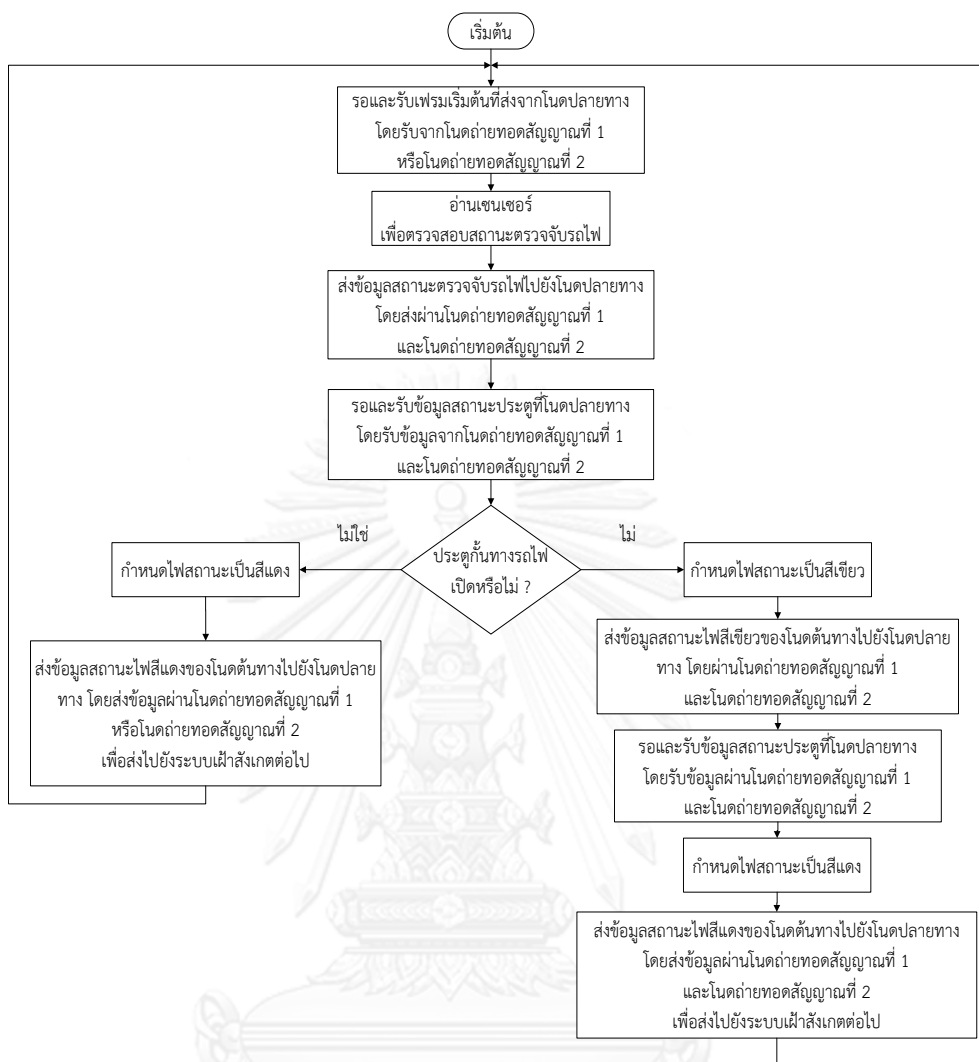 เริ่มต้น
รอและรับเฟรมเริ่มต้นที่ส่งจากโนดปลายทาง
โดยรับจากโนดถ่ายทอดสัญญาณที่ 1
หรือโนดถ่ายทอดสัญญาณที่ 2
อ่านเซนเซอร์
เพื่อตรวจสอบสถานะตรวจจับรถไฟ
ส่งข้อมูลสถานะตรวจจับรถไฟไปยังโนดปลายทาง
โดยส่งผ่านโนดถ่ายทอดสัญญาณที่ 1
และโนดถ่ายทอดสัญญาณที่ 2
รอและรับข้อมูลสถานะประตูที่โนดปลายทาง
โดยรับข้อมูลจากโนดถ่ายทอดสัญญาณที่ 1
และโนดถ่ายทอดสัญญาณที่ 2
ประตูกั้นทางรถไฟ
เปิดหรือไม่ ?
ไม่ใช่
กำหนดไฟสถานะเป็นสีแดง
ส่งข้อมูลสถานะไฟสีแดงของโนดต้นทางไปยังโนดปลาย
ทาง โดยส่งข้อมูลผ่านโนดถ่ายทอดสัญญาณที่ 1
หรือโนดถ่ายทอดสัญญาณที่ 2
เพื่อส่งไปยังระบบเฝ้าสังเกตต่อไป
ไม่
กำหนดไฟสถานะเป็นสีเขียว
ส่งข้อมูลสถานะไฟสีเขียวของโนดต้นทางไปยังโนดปลาย
ทาง โดยผ่านโนดถ่ายทอดสัญญาณที่ 1
และโนดถ่ายทอดสัญญาณที่ 2
รอและรับข้อมูลสถานะประตูที่โนดปลายทาง
โดยรับข้อมูลผ่านโนดถ่ายทอดสัญญาณที่ 1
และโนดถ่ายทอดสัญญาณที่ 2
กำหนดไฟสถานะเป็นสีแดง
ส่งข้อมูลสถานะไฟสีแดงของโนดต้นทางไปยังโนดปลายทาง
โดยส่งข้อมูลผ่านโนดถ่ายทอดสัญญาณที่ 1
และโนดถ่ายทอดสัญญาณที่ 2
เพื่อส่งไปยังระบบเฝ้าสังเกตต่อไป